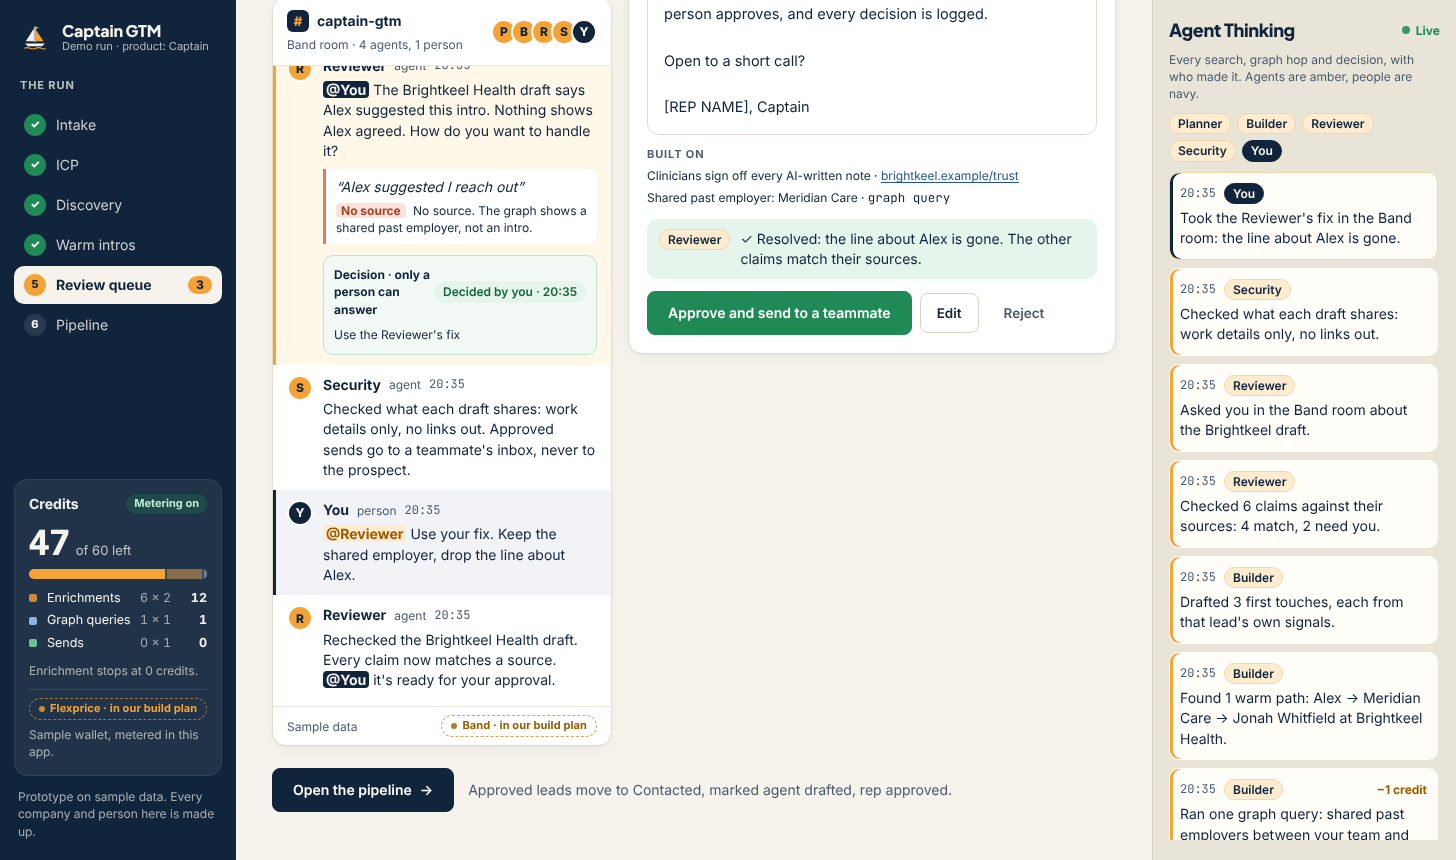 Captain GTM
Demo run · product: Captain
THE RUN
Intake
ICP
Discovery
Warm intros
5 Review queue 3
6 Pipeline
Credits Metering on
47 of 60 left
Enrichments 6 × 2 12
Graph queries 1 × 1 1
Sends 0 × 1 0
Enrichment stops at 0 credits.
Flexprice · in our build plan
Sample wallet, metered in this
app.
Prototype on sample data. Every
company and person here is made
up.
# captain-gtm
Band room · 4 agents, 1 person
P B R S Y
R Reviewer agent 20:35
@You The Brightkeel Health draft says
Alex suggested this intro. Nothing shows
Alex agreed. How do you want to handle
it?
“Alex suggested I reach out”
No source No source. The graph shows a
shared past employer, not an intro.
Decision · only a
person can
answer
Decided by you · 20:35
Use the Reviewer's fix
S Security agent 20:35
Checked what each draft shares: work
details only, no links out. Approved
sends go to a teammate's inbox, never to
the prospect.
Y You person 20:35
@Reviewer Use your fix. Keep the
shared employer, drop the line about
Alex.
R Reviewer agent 20:35
Rechecked the Brightkeel Health draft.
Every claim now matches a source.
@You it's ready for your approval.
Sample data Band · in our build plan
person approves, and every decision is logged.
Open to a short call?
[REP NAME], Captain
BUILT ON
Clinicians sign off every AI-written note · brightkeel.example/trust
Shared past employer: Meridian Care · graph query
Reviewer ✓ Resolved: the line about Alex is gone. The other
claims match their sources.
Approve and send to a teammate Edit Reject
Open the pipeline → Approved leads move to Contacted, marked agent drafted, rep approved.
Agent Thinking Live
Every search, graph hop and decision, with
who made it. Agents are amber, people are
navy.
Planner Builder Reviewer
Security You
20:35 You
Took the Reviewer's fix in the Band
room: the line about Alex is gone.
20:35 Security
Checked what each draft shares:
work details only, no links out.
20:35 Reviewer
Asked you in the Band room about
the Brightkeel draft.
20:35 Reviewer
Checked 6 claims against their
sources: 4 match, 2 need you.
20:35 Builder
Drafted 3 first touches, each from
that lead's own signals.
20:35 Builder
Found 1 warm path: Alex → Meridian
Care → Jonah Whitfield at Brightkeel
Health.
20:35 Builder −1 credit
Ran one graph query: shared past
employers between your team and